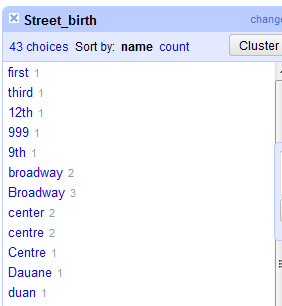 Street_birth change
43 choices Sort by: name count Cluster
first 1
third 1
12th 1
999 1
9th 1
broadway 2
Broadway 3
center 2
centre 2
Centre 1
Dauane 1
duan 1